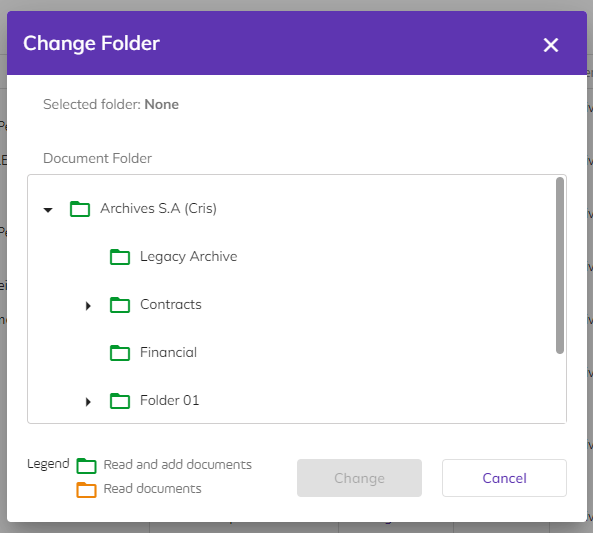 Change Folder
Selected folder: None
Document Folder
Archives S.A (Cris)
Legacy Archive
Contracts
Financial
Folder 01
Legend
Read and add documents
Read documents
Change
Cancel